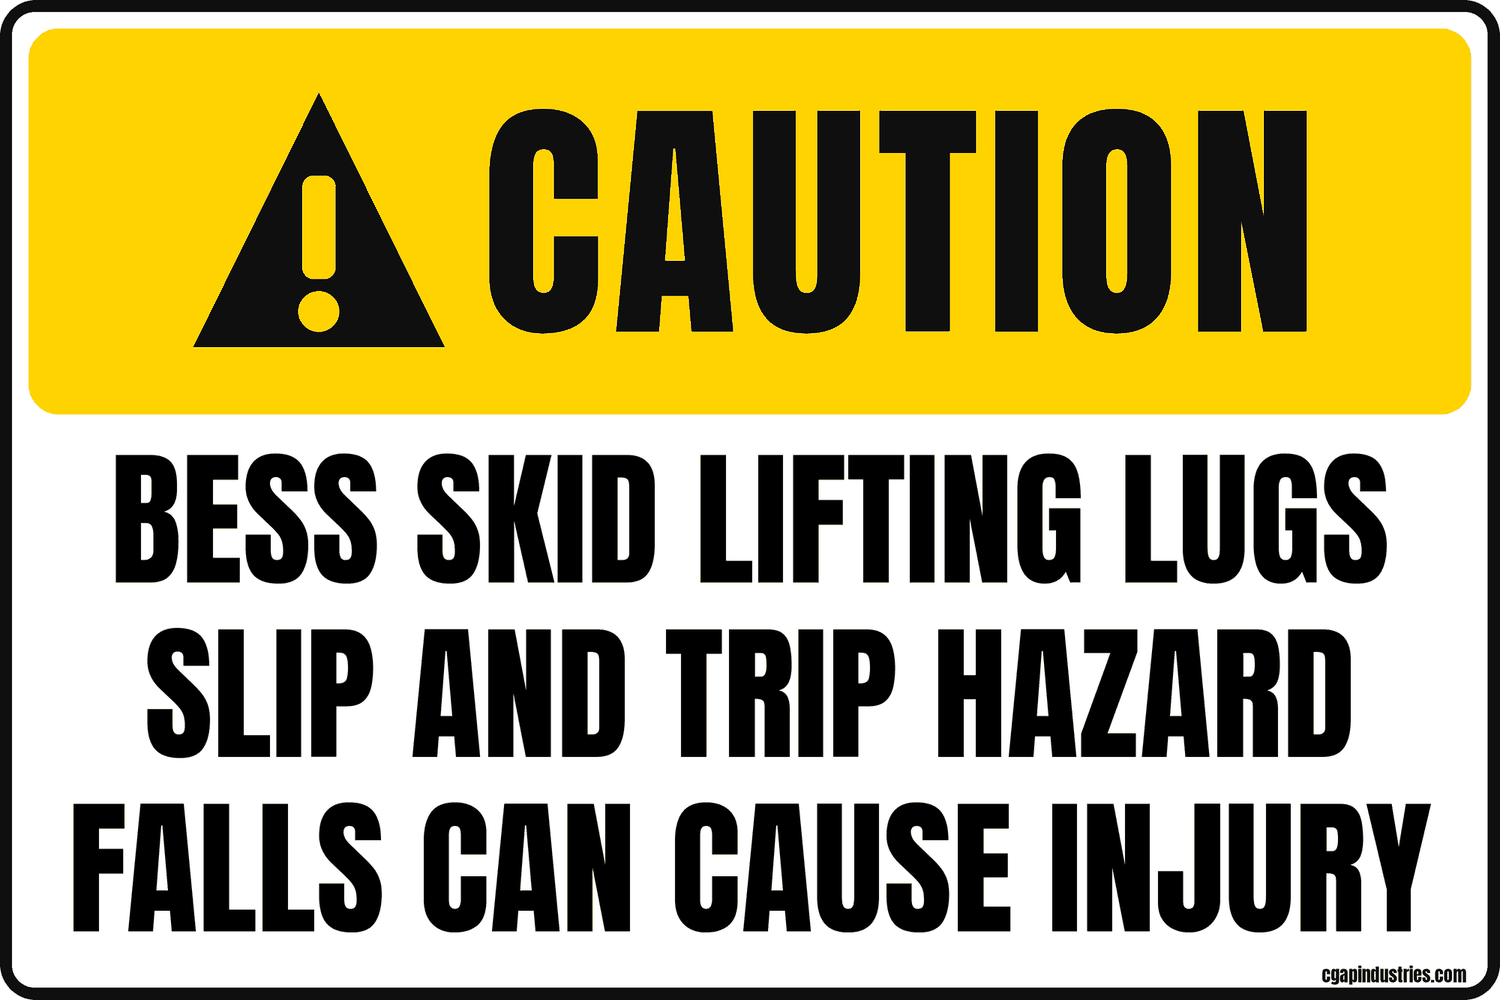 CAUTION
BESS SKID LIFTING LUGS
SLIP AND TRIP HAZARD
FALLS CAN CAUSE INJURY
cgapindustries.com